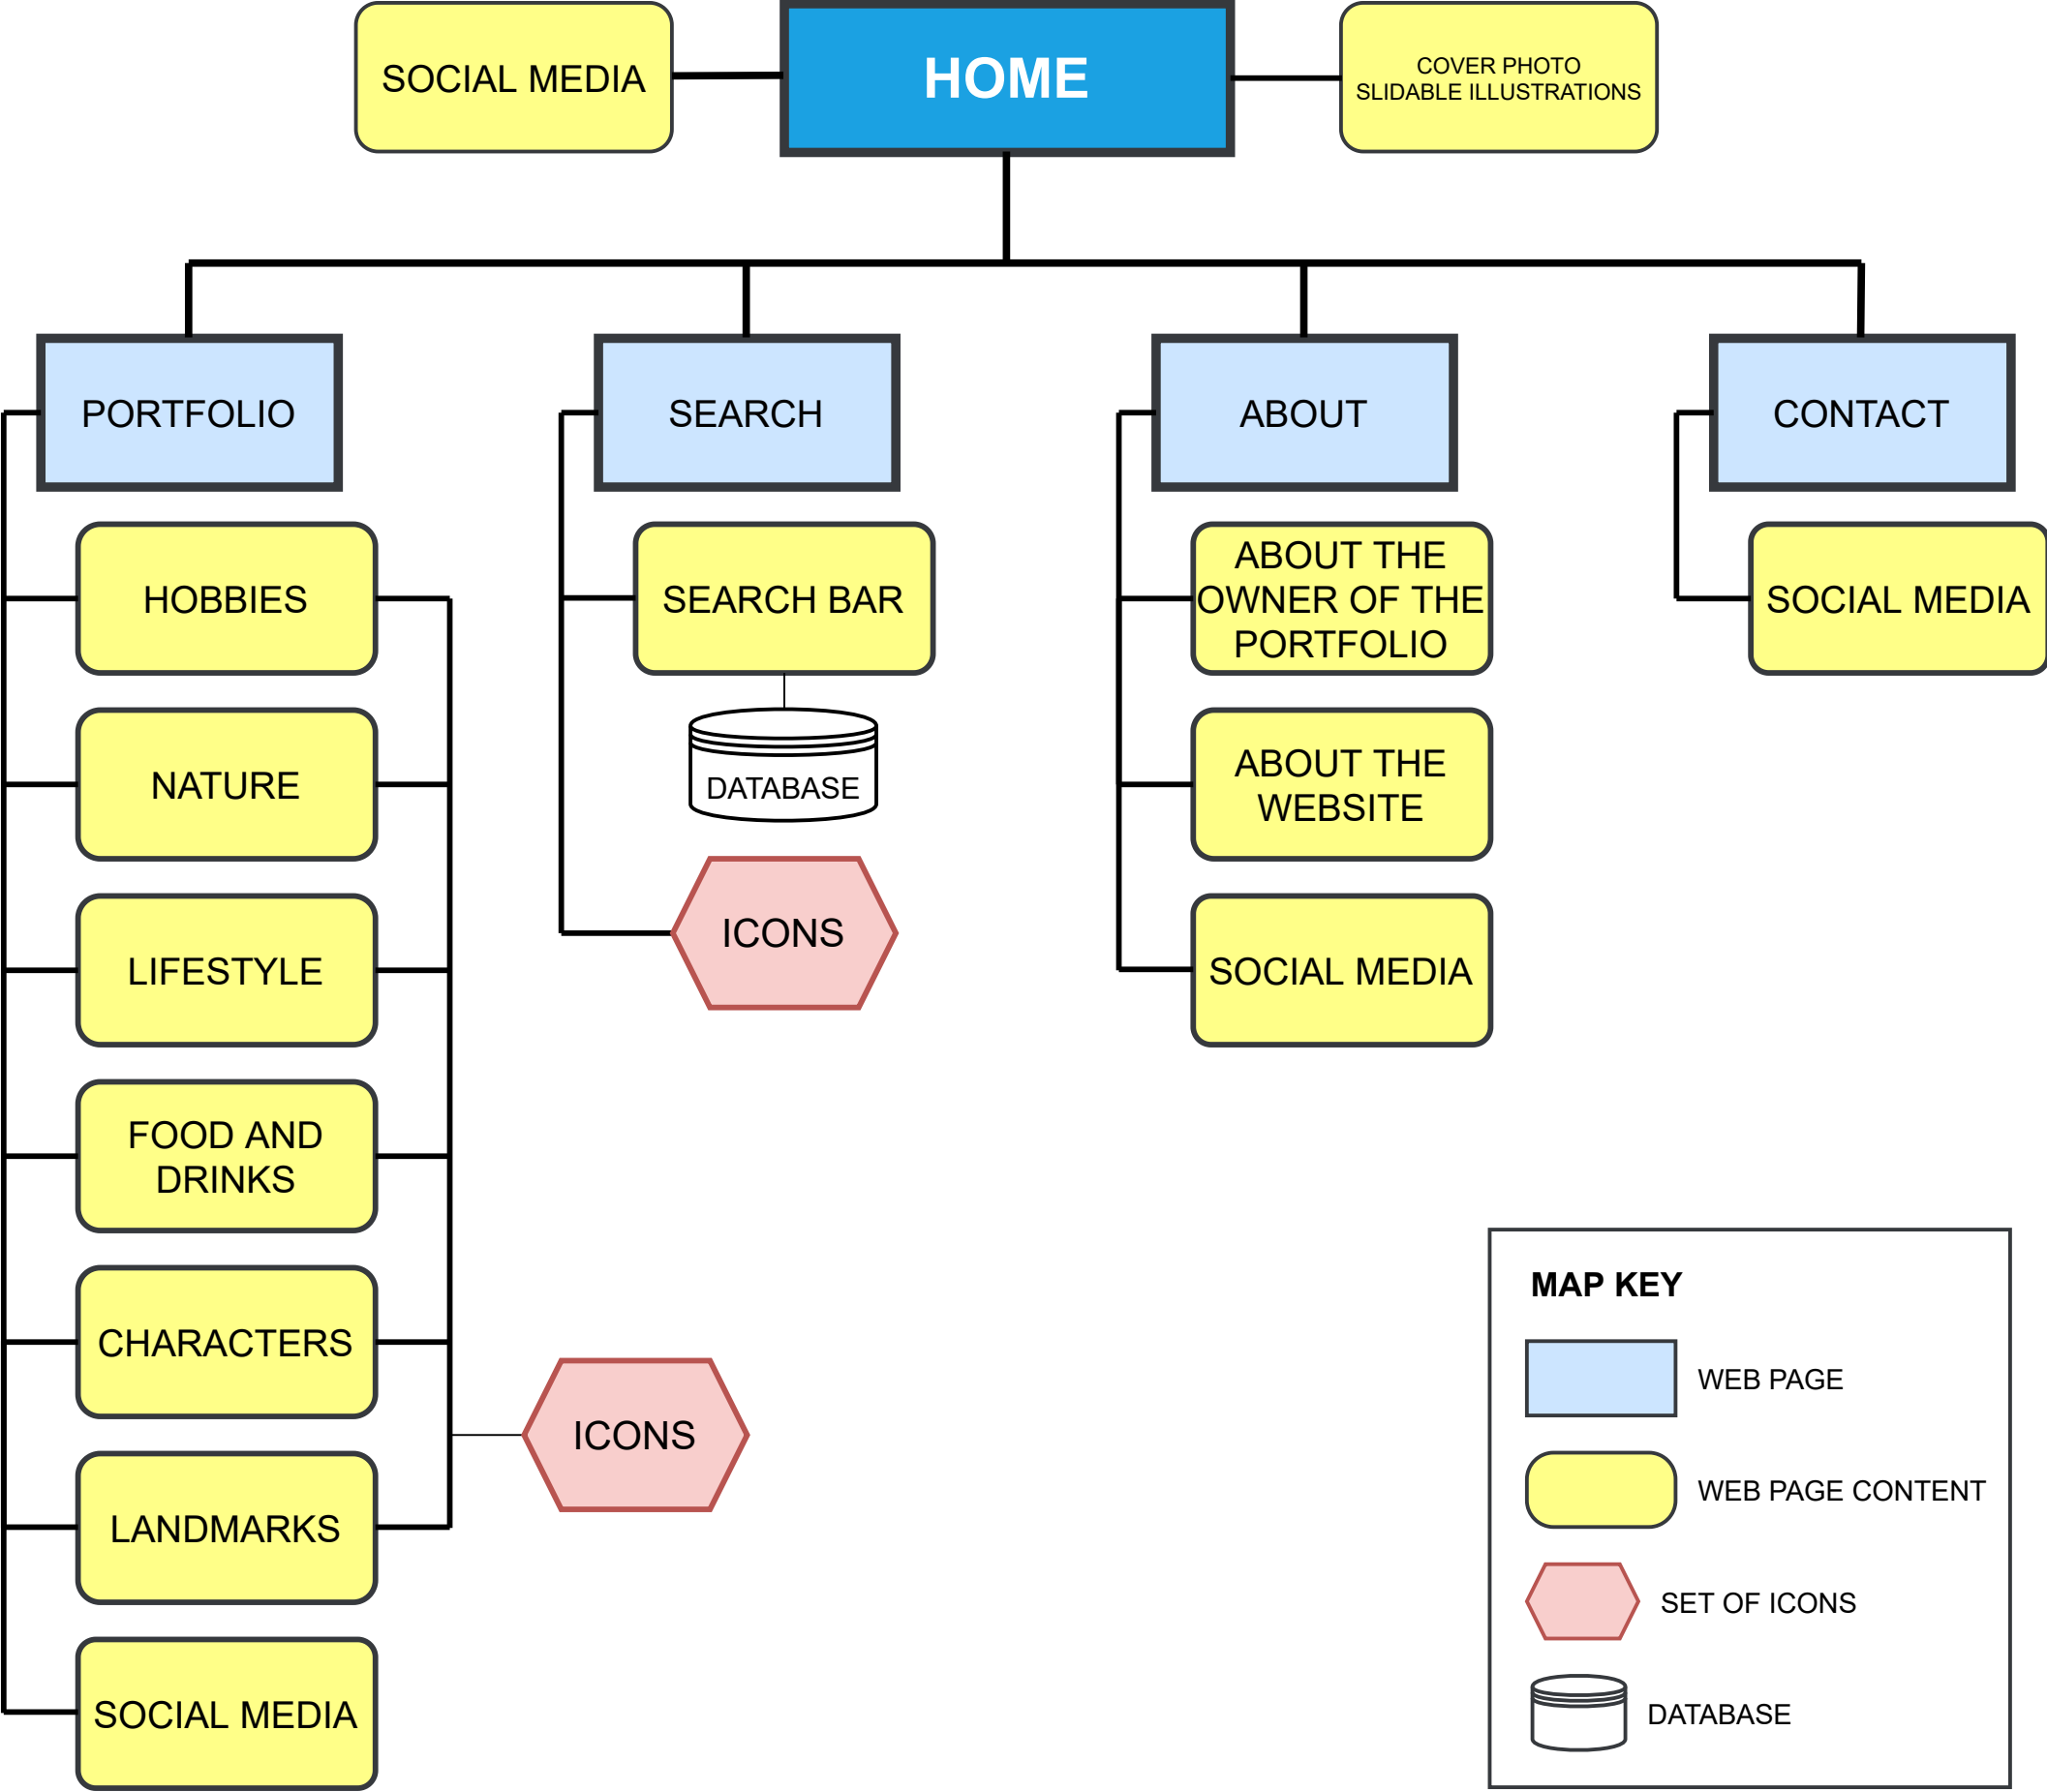 SOCIAL MEDIA
HOME
COVER PHOTO
SLIDABLE ILLUSTRATIONS
PORTFOLIO
SEARCH
ABOUT
CONTACT
HOBBIES
NATURE
LIFESTYLE
FOOD AND
DRINKS
CHARACTERS
LANDMARKS
SOCIAL MEDIA
ICONS
SEARCH BAR
DATABASE
ICONS
ABOUT THE
OWNER OF THE
PORTFOLIO
ABOUT THE
WEBSITE
SOCIAL MEDIA
SOCIAL MEDIA
MAP KEY
WEB PAGE
WEB PAGE CONTENT
SET OF ICONS
DATABASE